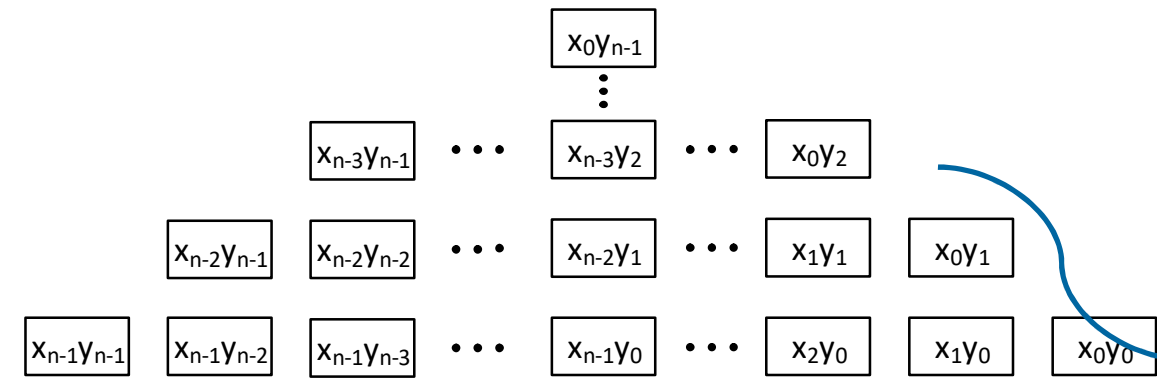 x₀yₙ₋₁
xₙ₋₃yₙ₋₁ ••• xₙ₋₃y₂ ••• x₀y₂
xₙ₋₂yₙ₋₁ xₙ₋₂yₙ₋₂ ••• xₙ₋₂y₁ ••• x₁y₁ x₀y₁
xₙ₋₁yₙ₋₁ xₙ₋₁yₙ₋₂ xₙ₋₁yₙ₋₃ ••• xₙ₋₁y₀ ••• x₂y₀ x₁y₀ x₀y₀